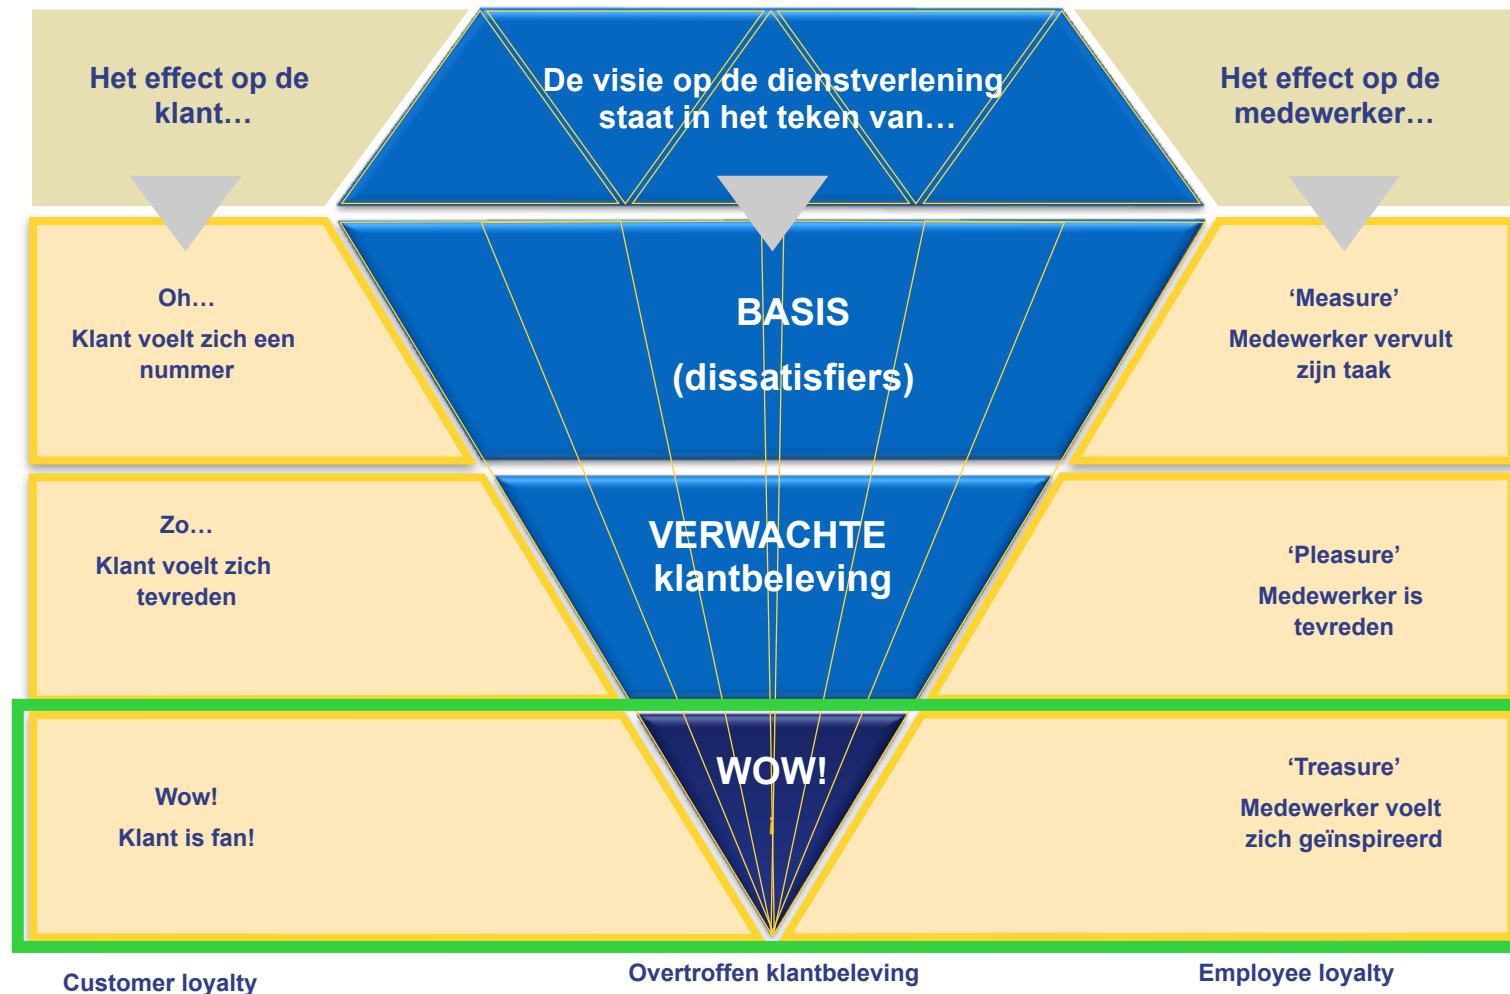 Het effect op de
klant…
De visie op de dienstverlening
staat in het teken van…
Het effect op de
medewerker…
Oh…
Klant voelt zich een
nummer
BASIS
(dissatisfiers)
‘Measure’
Medewerker vervult
zijn taak
Zo…
Klant voelt zich
tevreden
VERWACHTE
klantbeleving
‘Pleasure’
Medewerker is
tevreden
Wow!
Klant is fan!
WOW!
‘Treasure’
Medewerker voelt
zich geïnspireerd
Customer loyalty
Overtroffen klantbeleving
Employee loyalty